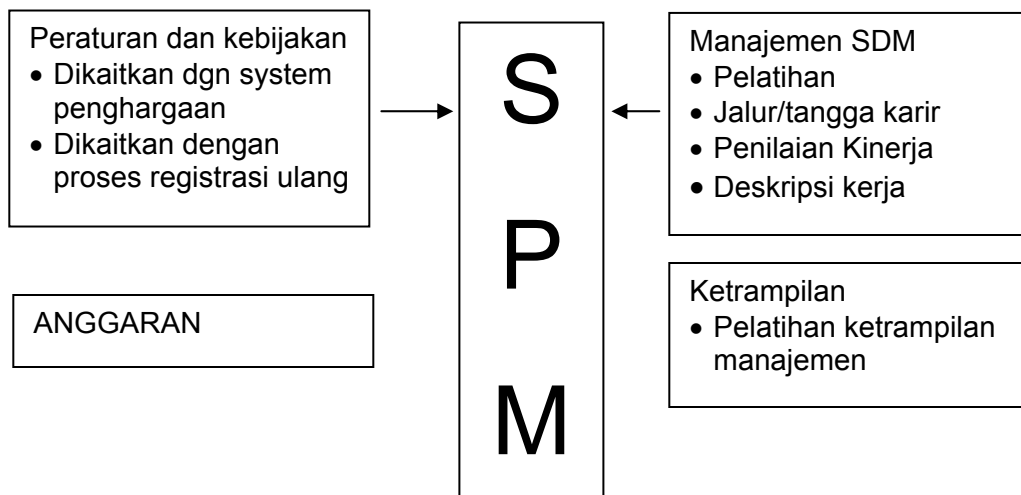 Peraturan dan kebijakan
• Dikaitkan dgn system
penghargaan
• Dikaitkan dengan
proses registrasi ulang
ANGGARAN
S
P
M
Manajemen SDM
• Pelatihan
• Jalur/tangga karir
• Penilaian Kinerja
• Deskripsi kerja
Ketrampilan
• Pelatihan ketrampilan
manajemen